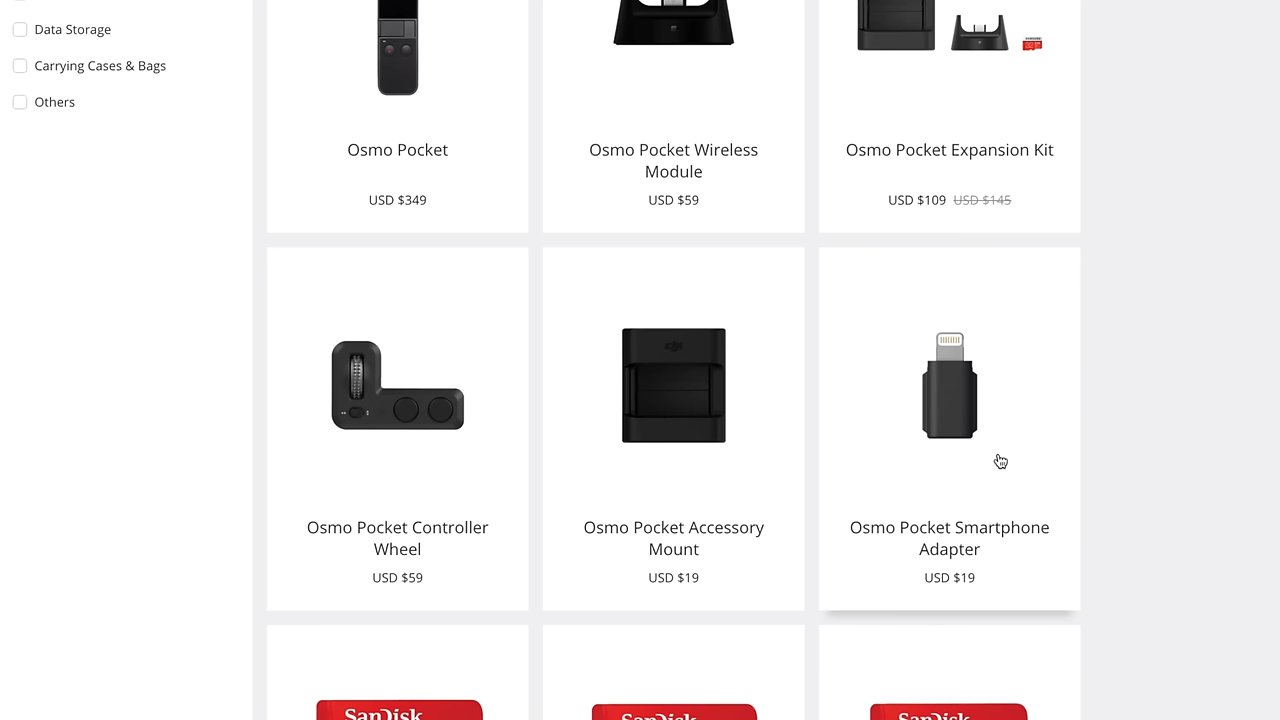 Data Storage
Carrying Cases & Bags
Others
Osmo Pocket
USD $349
Osmo Pocket Wireless
Module
USD $59
Osmo Pocket Expansion Kit
USD $109 USD $145
Osmo Pocket Controller
Wheel
USD $59
Osmo Pocket Accessory
Mount
USD $19
Osmo Pocket Smartphone
Adapter
USD $19
SanDisk
SanDisk
SanDisk